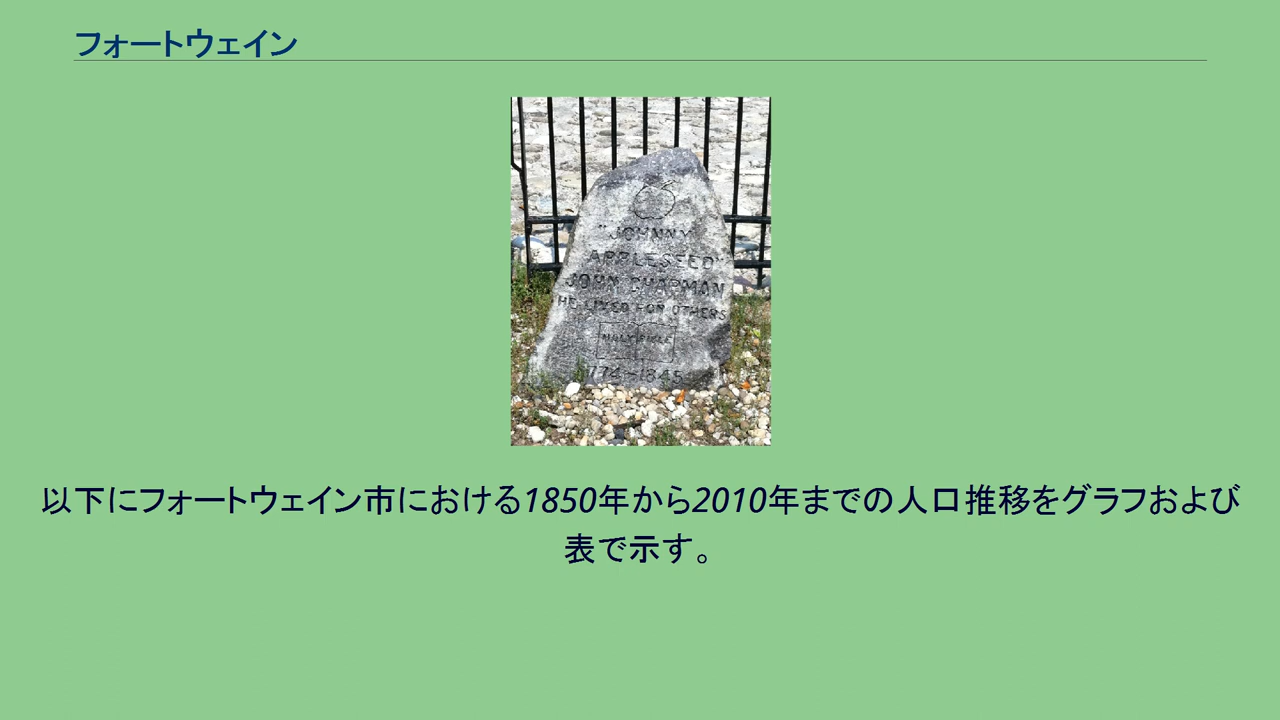 フォートウェイン
"JOHNNY
APPLESEED"
JOHN CHAPMAN
HE LIVED FOR OTHERS
HOLY BIBLE
1774-1845
以下にフォートウェイン市における1850年から2010年までの人口推移をグラフおよび
表で示す。